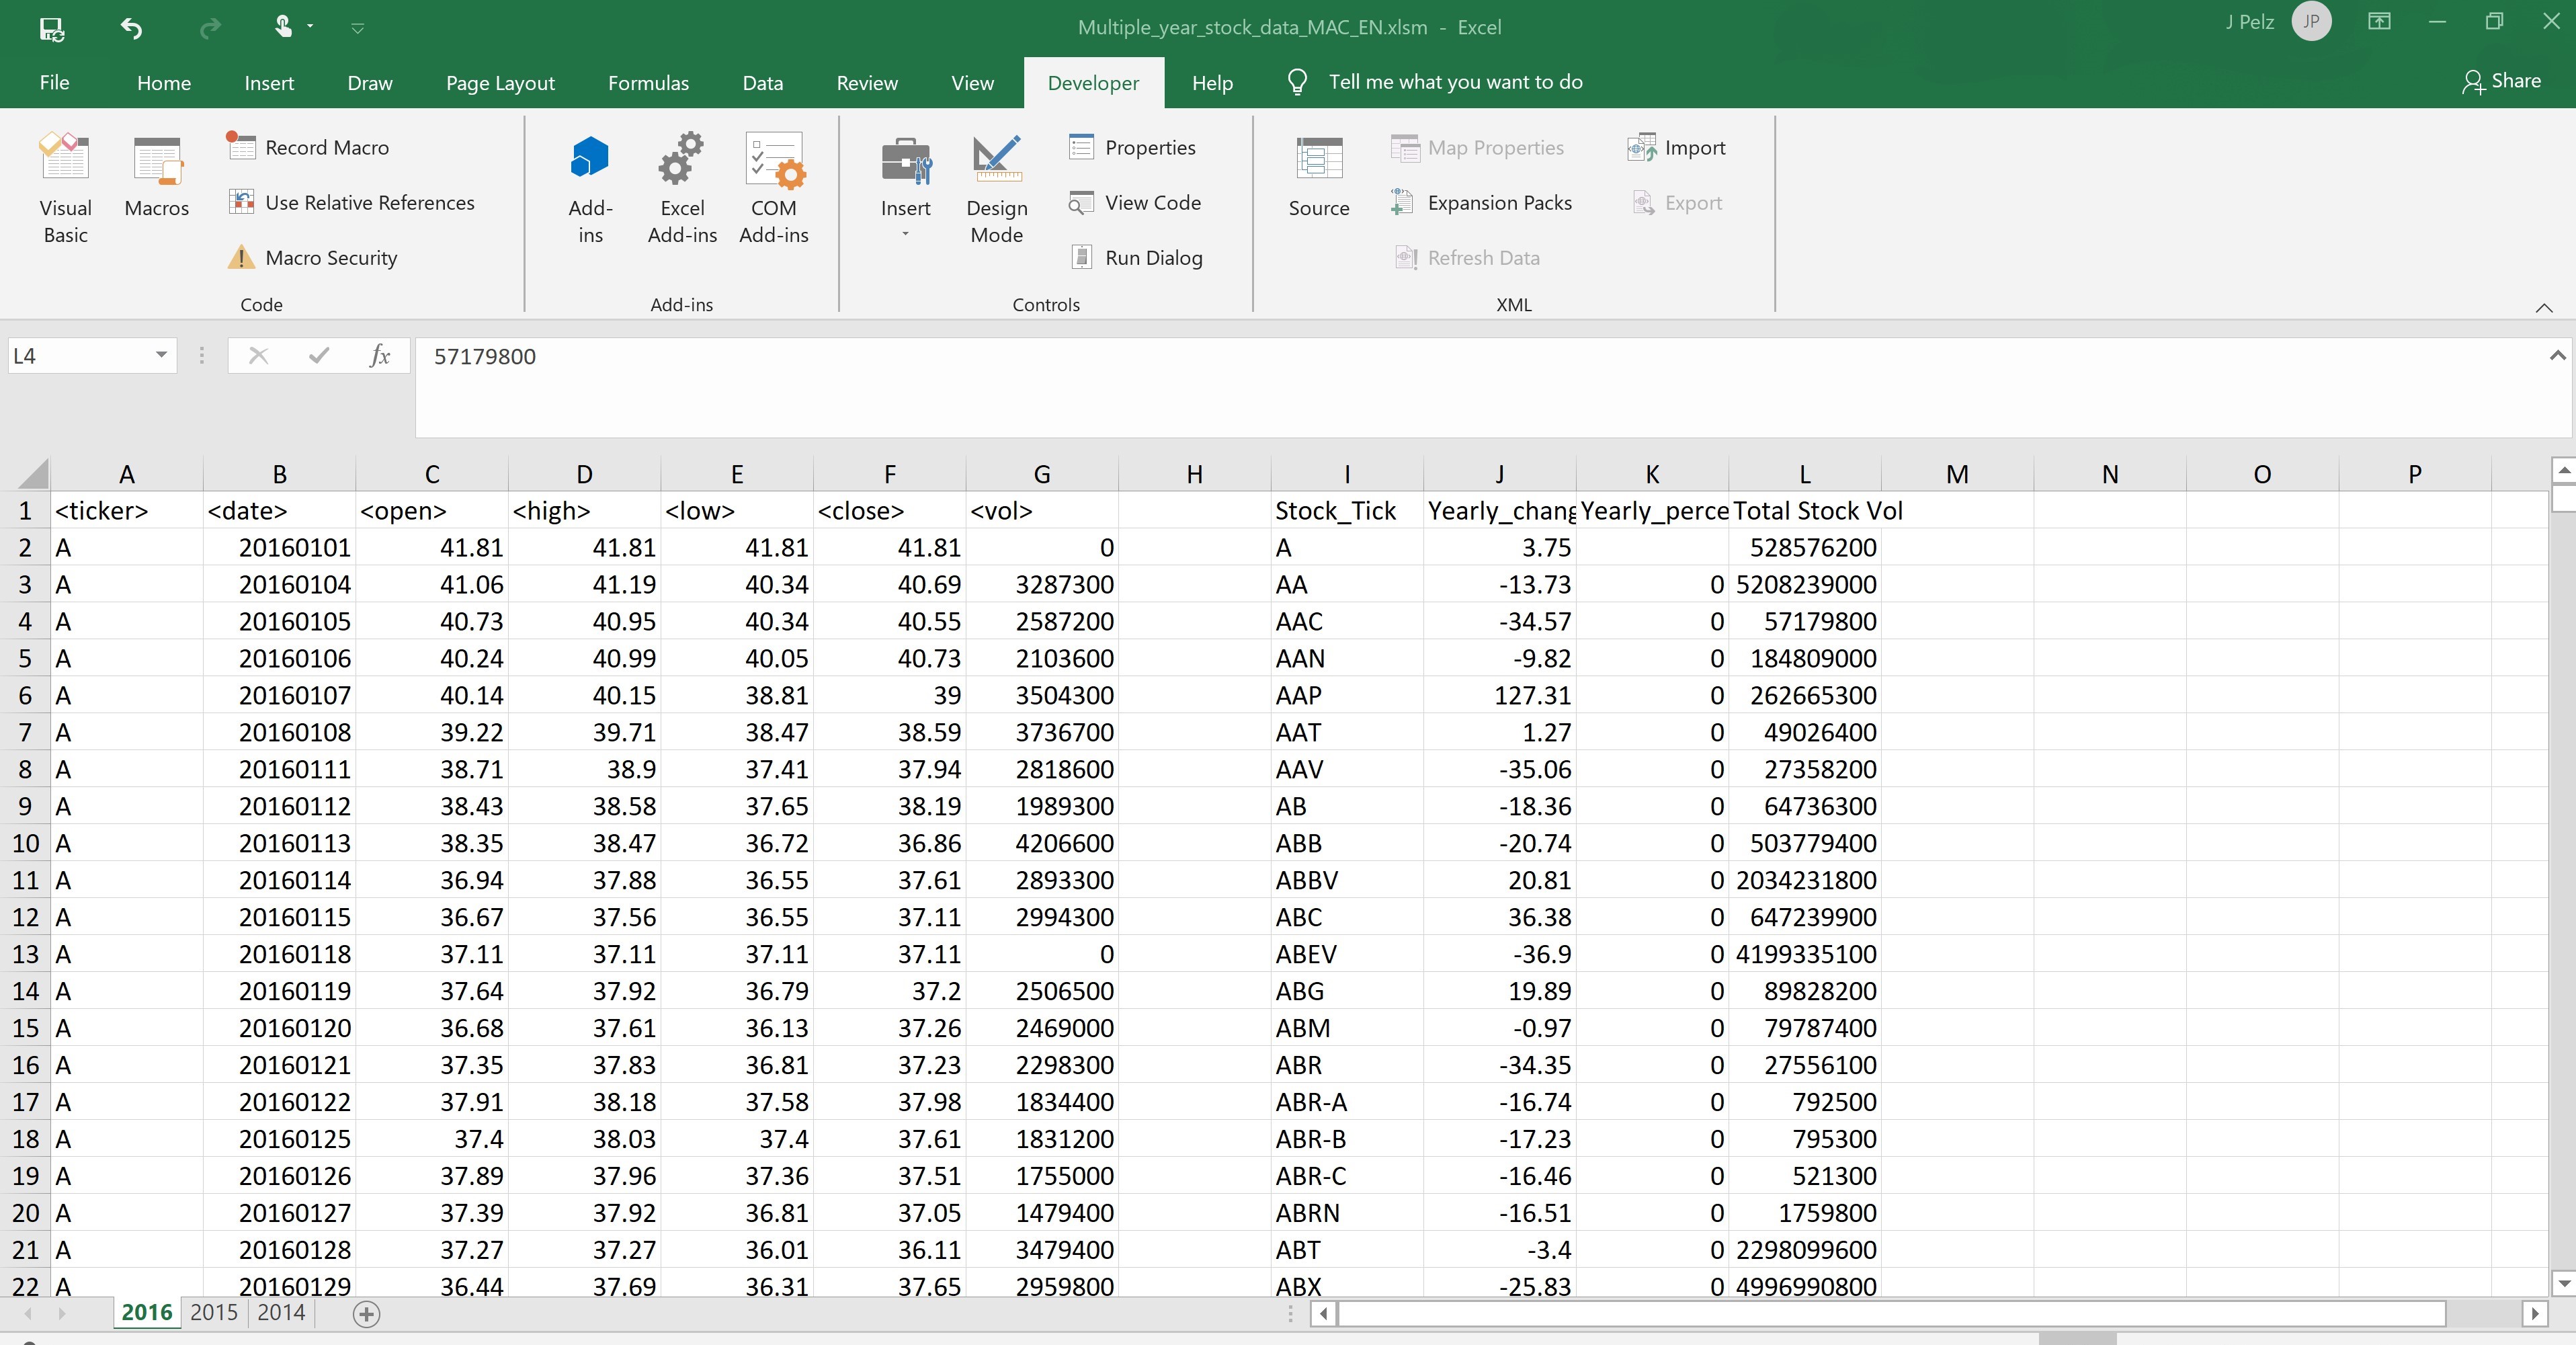 Multiple_year_stock_data_MAC_EN.xlsm - Excel
J Pelz JP
File Home Insert Draw Page Layout Formulas Data Review View Developer Help Tell me what you want to do Share
Visual Basic
Macros
Record Macro
Use Relative References
Macro Security
Code
Add-ins
Excel Add-ins
COM Add-ins
Add-ins
Insert
Design Mode
Properties
View Code
Run Dialog
Controls
Source
Map Properties
Expansion Packs
Refresh Data
Import
Export
XML
L4 fx 57179800
A B C D E F G H I J K L M N O P
1 <ticker> <date> <open> <high> <low> <close> <vol> Stock_Tick Yearly_chang Yearly_perce Total Stock Vol
2 A 20160101 41.81 41.81 41.81 41.81 0 A 3.75 528576200
3 A 20160104 41.06 41.19 40.34 40.69 3287300 AA -13.73 0 5208239000
4 A 20160105 40.73 40.95 40.34 40.55 2587200 AAC -34.57 0 57179800
5 A 20160106 40.24 40.99 40.05 40.73 2103600 AAN -9.82 0 184809000
6 A 20160107 40.14 40.15 38.81 39 3504300 AAP 127.31 0 262665300
7 A 20160108 39.22 39.71 38.47 38.59 3736700 AAT 1.27 0 49026400
8 A 20160111 38.71 38.9 37.41 37.94 2818600 AAV -35.06 0 27358200
9 A 20160112 38.43 38.58 37.65 38.19 1989300 AB -18.36 0 64736300
10 A 20160113 38.35 38.47 36.72 36.86 4206600 ABB -20.74 0 503779400
11 A 20160114 36.94 37.88 36.55 37.61 2893300 ABBV 20.81 0 2034231800
12 A 20160115 36.67 37.56 36.55 37.11 2994300 ABC 36.38 0 647239900
13 A 20160118 37.11 37.11 37.11 37.11 0 ABEV -36.9 0 4199335100
14 A 20160119 37.64 37.92 36.79 37.2 2506500 ABG 19.89 0 89828200
15 A 20160120 36.68 37.61 36.13 37.26 2469000 ABM -0.97 0 79787400
16 A 20160121 37.35 37.83 36.81 37.23 2298300 ABR -34.35 0 27556100
17 A 20160122 37.91 38.18 37.58 37.98 1834400 ABR-A -16.74 0 792500
18 A 20160125 37.4 38.03 37.4 37.61 1831200 ABR-B -17.23 0 795300
19 A 20160126 37.89 37.96 37.36 37.51 1755000 ABR-C -16.46 0 521300
20 A 20160127 37.39 37.92 36.81 37.05 1479400 ABRN -16.51 0 1759800
21 A 20160128 37.27 37.27 36.01 36.11 3479400 ABT -3.4 0 2298099600
22 A 20160129 36.44 37.69 36.31 37.65 2959800 ABX -25.83 0 4996990800
2016 2015 2014